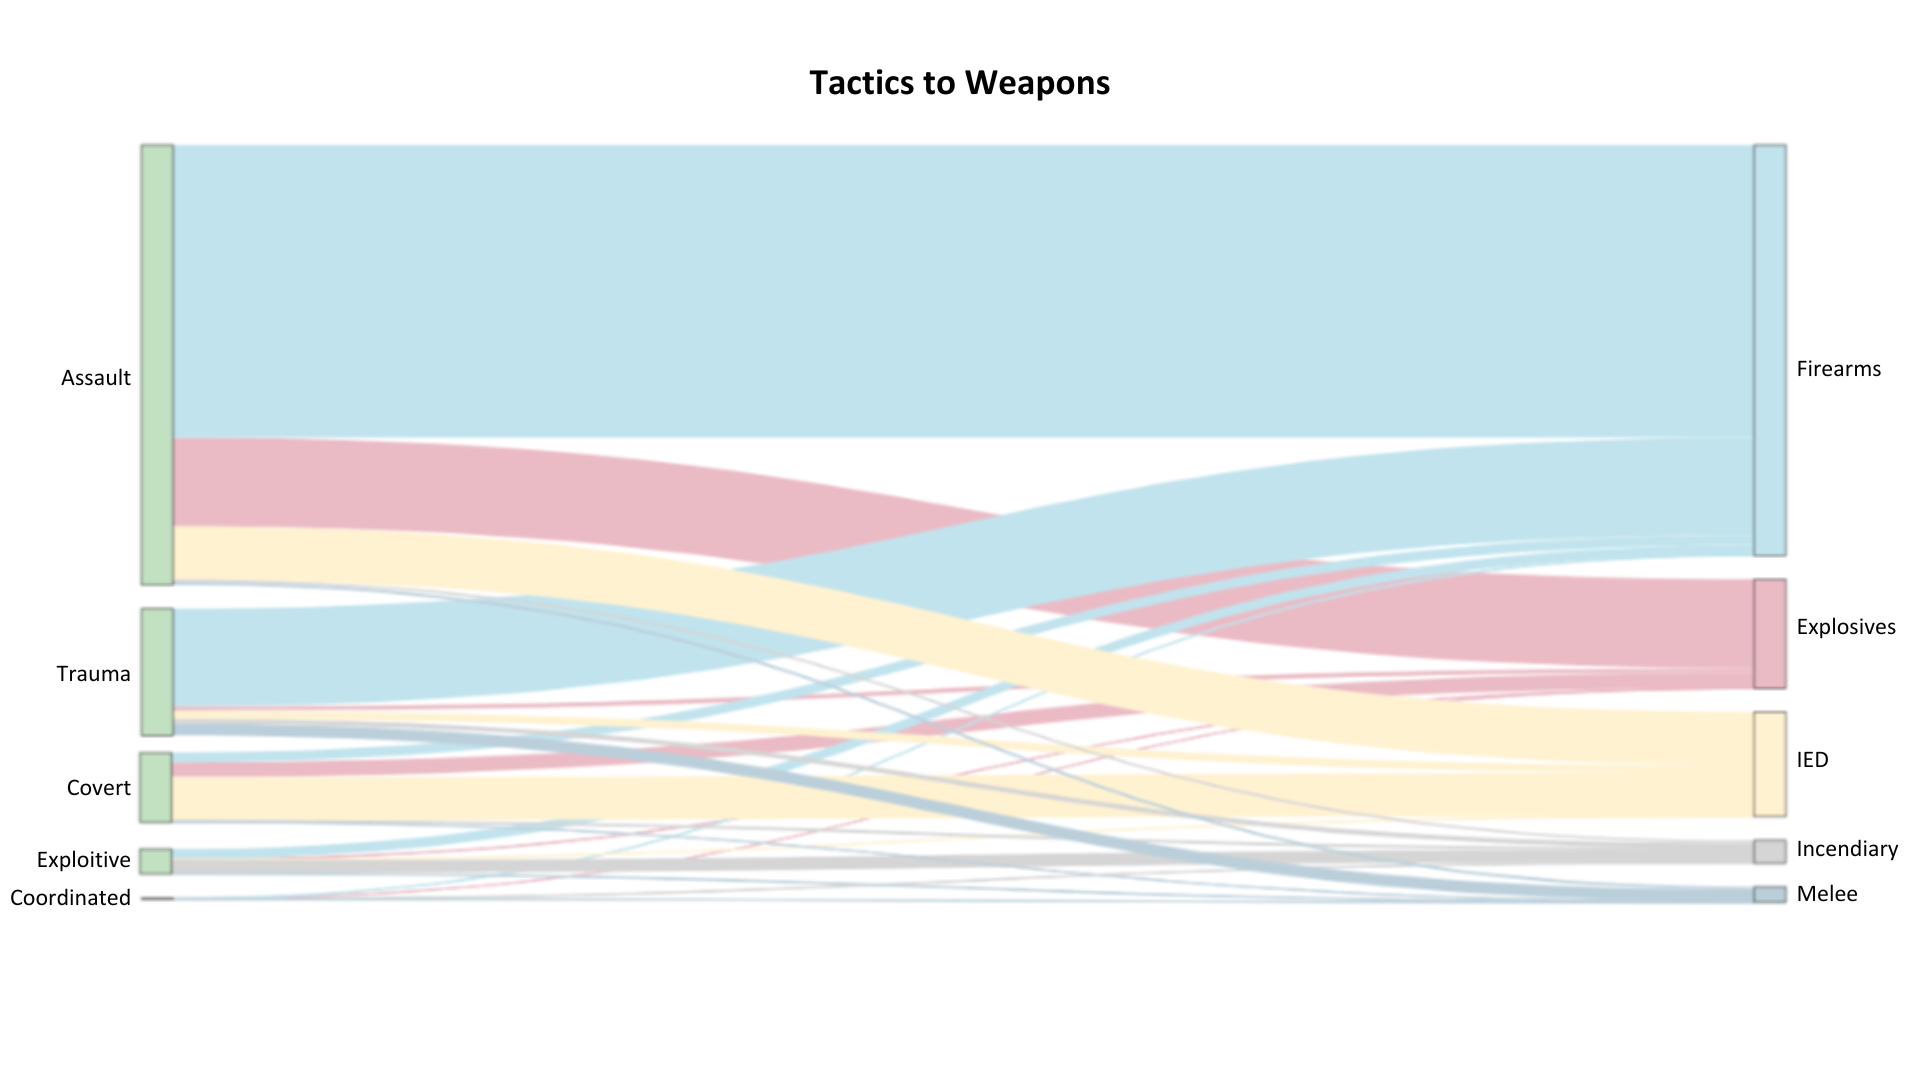 Tactics to Weapons
Assault
Trauma
Covert
Exploitive
Coordinated
Firearms
Explosives
IED
Incendiary
Melee